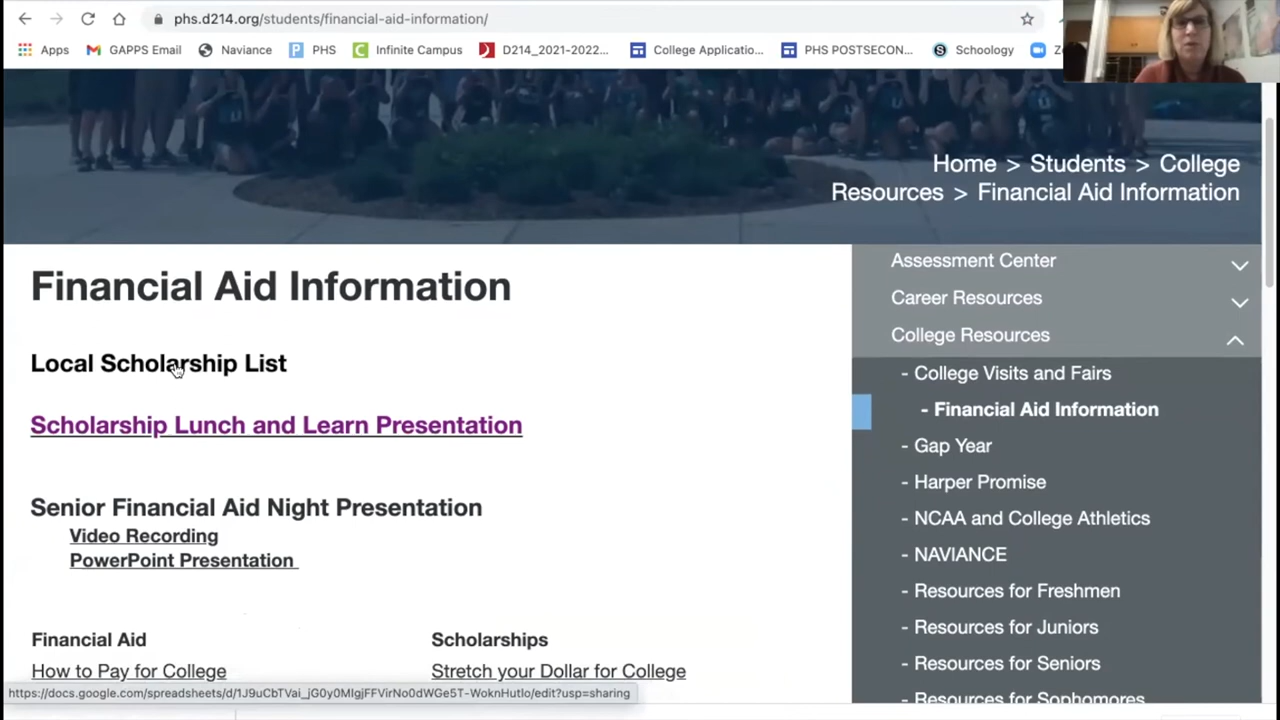 phs.d214.org/students/financial-aid-information/
Apps GAPPS Email Naviance PHS Infinite Campus D214_2021-2022... College Applicatio... PHS POSTSECON... Schoology
Home > Students > College
Resources > Financial Aid Information
Financial Aid Information
Local Scholarship List
Scholarship Lunch and Learn Presentation
Senior Financial Aid Night Presentation
Video Recording
PowerPoint Presentation
Financial Aid
How to Pay for College
Scholarships
Stretch your Dollar for College
Assessment Center
Career Resources
College Resources
- College Visits and Fairs
- Financial Aid Information
- Gap Year
- Harper Promise
- NCAA and College Athletics
- NAVIANCE
- Resources for Freshmen
- Resources for Juniors
- Resources for Seniors
- Resources for Sophomores
https://docs.google.com/spreadsheets/d/1J9uCbTVai_jG0y0MIgjFFVirNo0dWGe5T-WoknHutIo/edit?usp=sharing